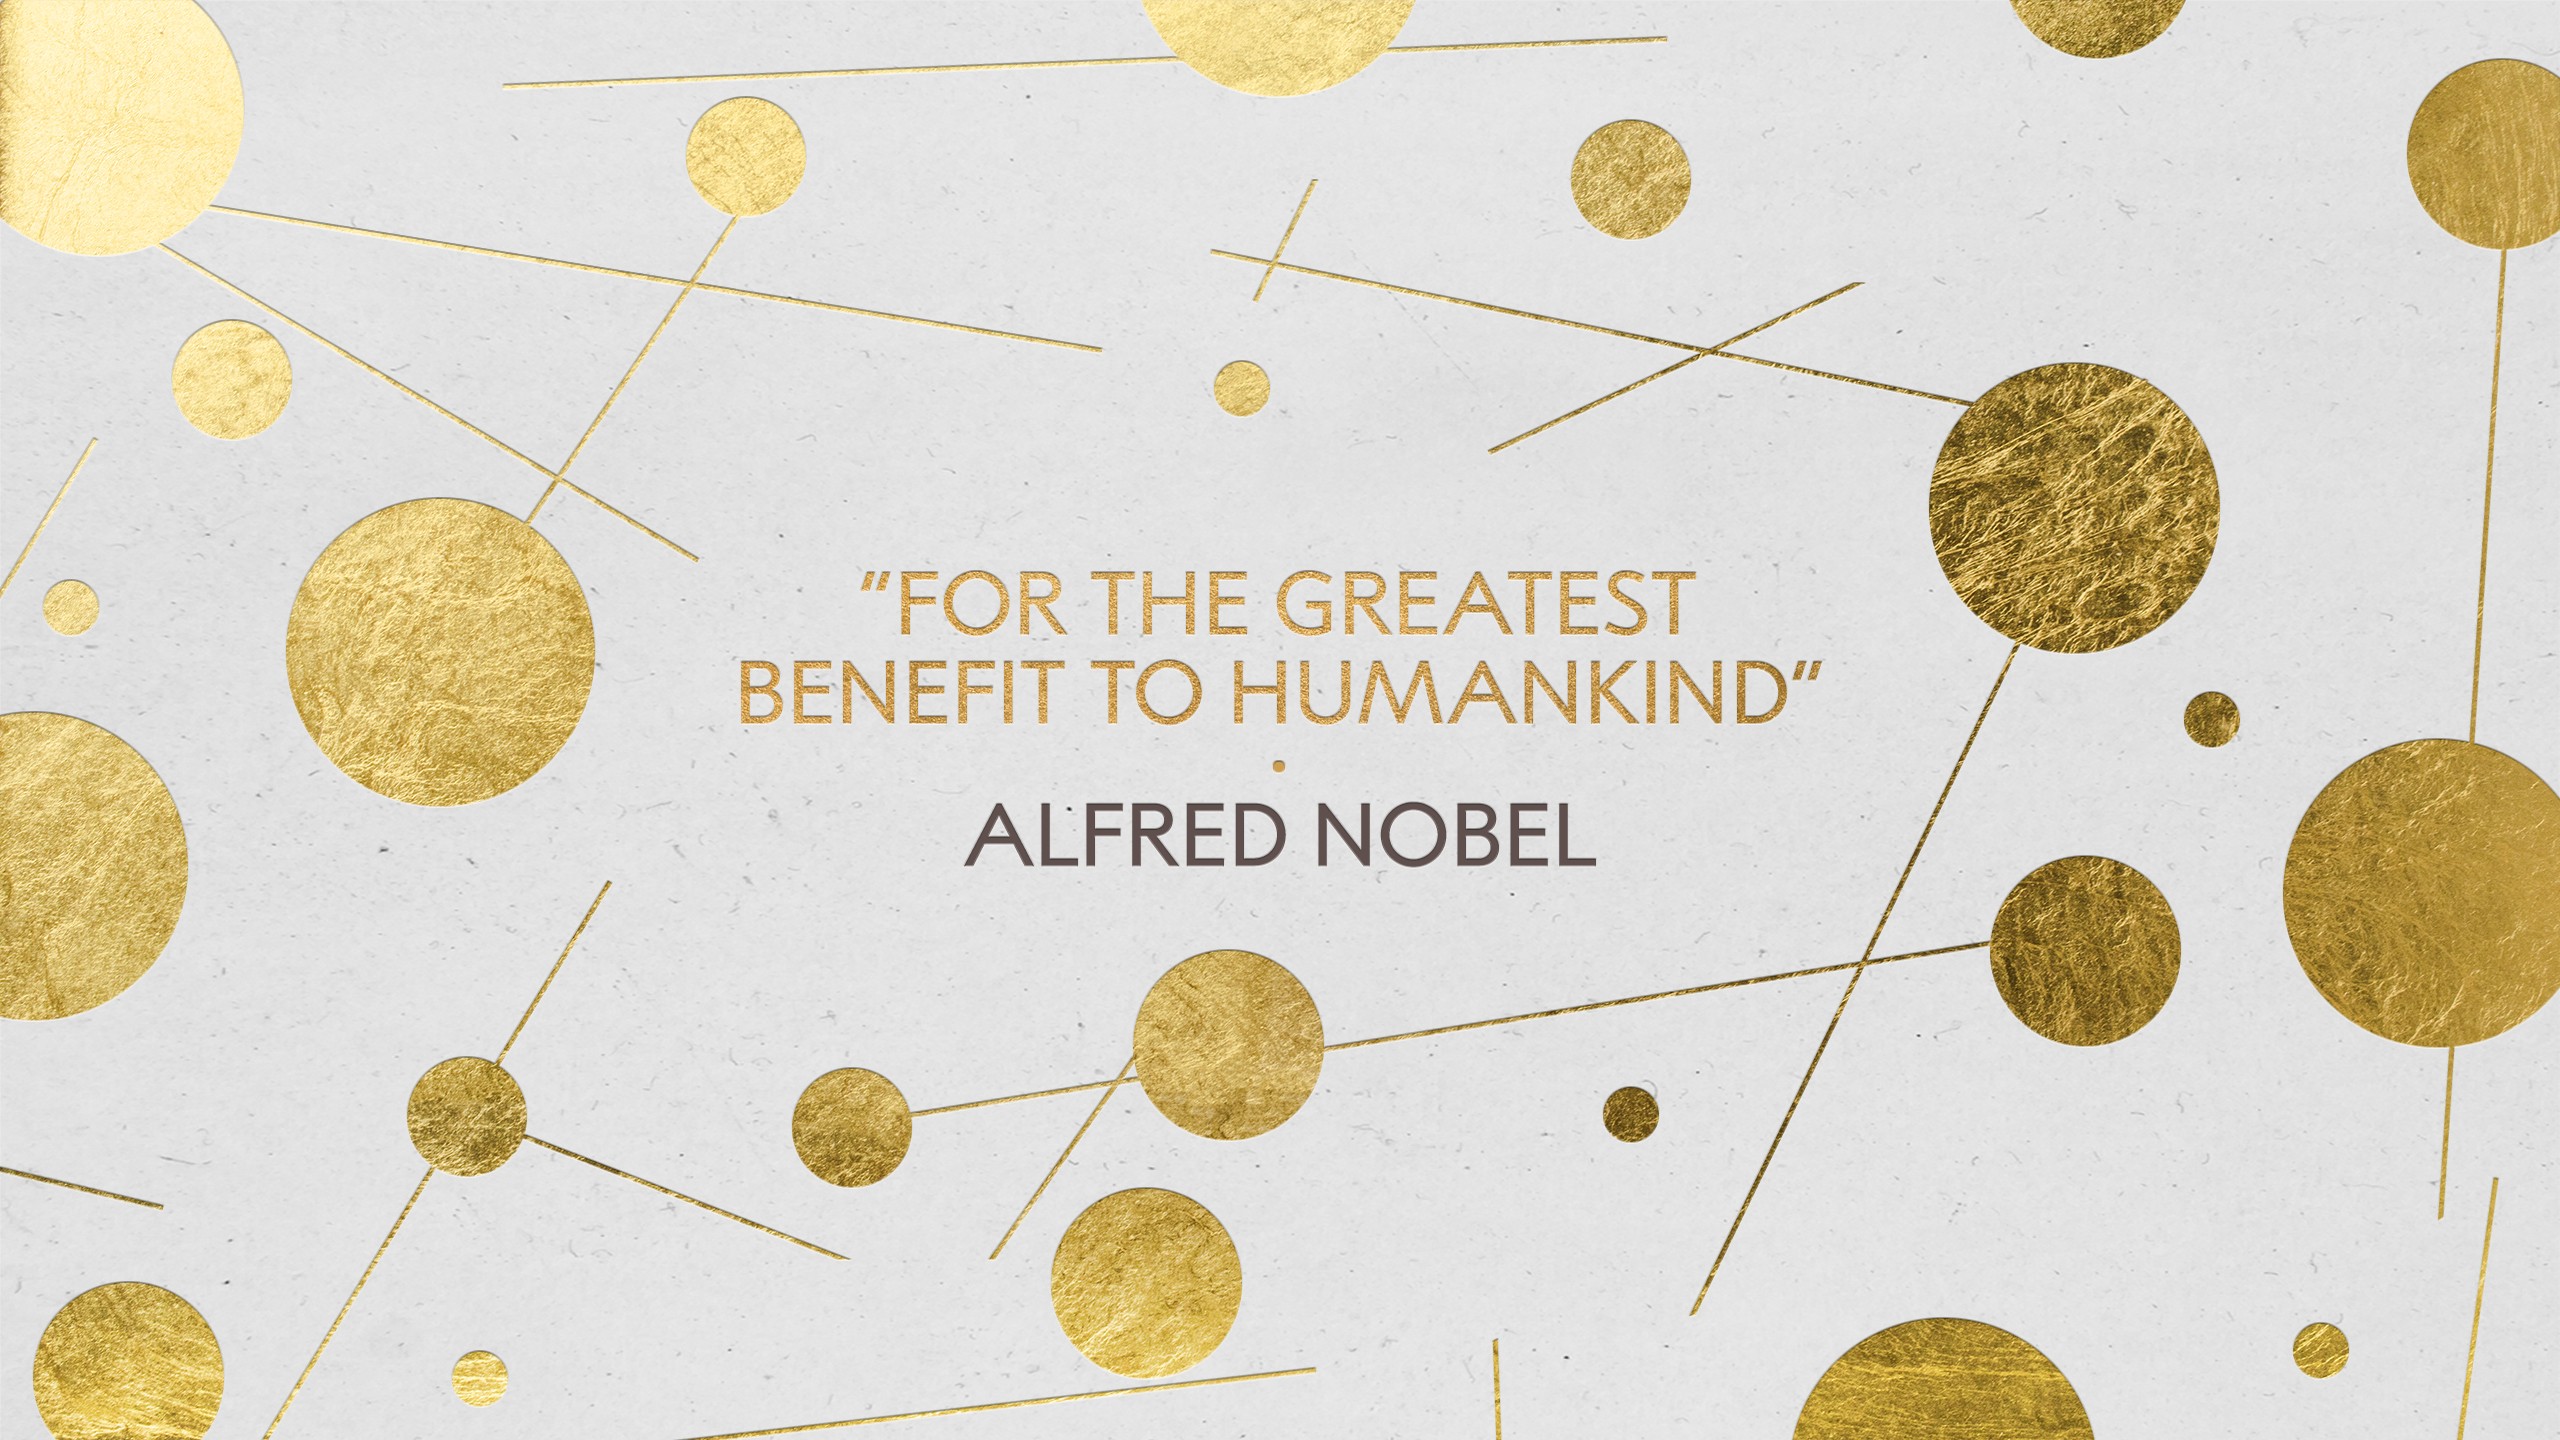 “FOR THE GREATEST
BENEFIT TO HUMANKIND”
ALFRED NOBEL